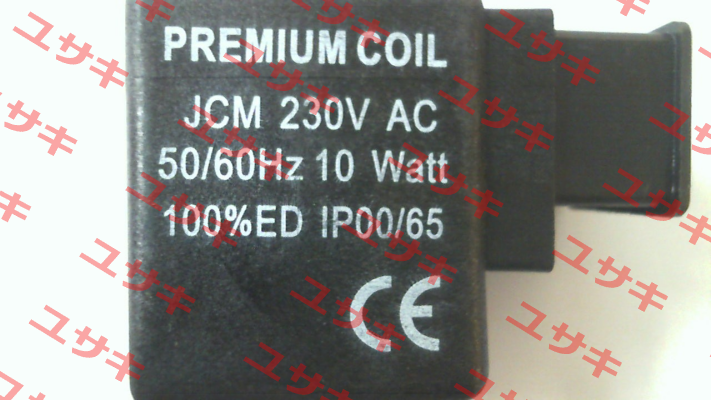 PREMIUM COIL
JCM 230V AC
50/60Hz 10 Watt
100%ED IP00/65
CE
ユサキ